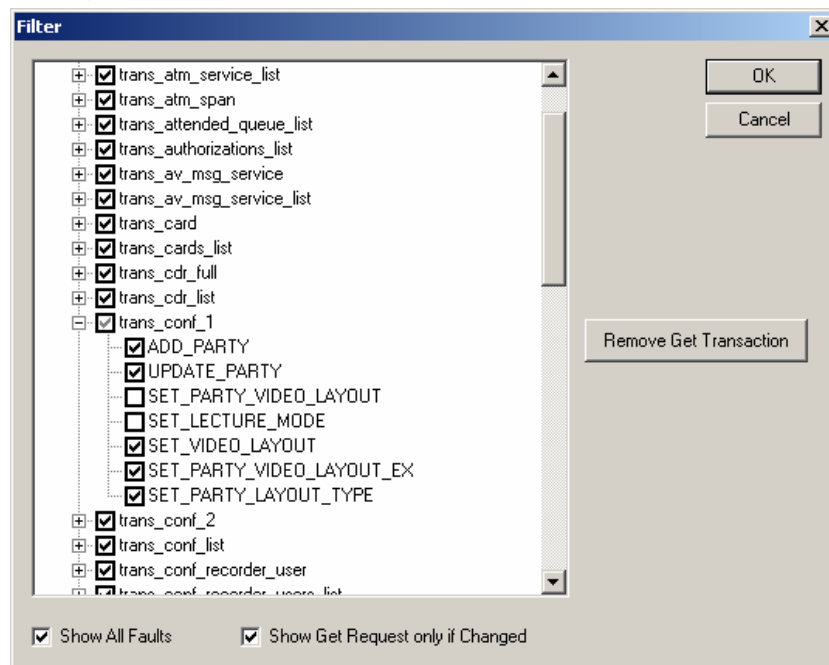 Filter
trans_atm_service_list
trans_atm_span
trans_attended_queue_list
trans_authorizations_list
trans_av_msg_service
trans_av_msg_service_list
trans_card
trans_cards_list
trans_cdr_full
trans_cdr_list
trans_conf_1
ADD_PARTY
UPDATE_PARTY
SET_PARTY_VIDEO_LAYOUT
SET_LECTURE_MODE
SET_VIDEO_LAYOUT
SET_PARTY_VIDEO_LAYOUT_EX
SET_PARTY_LAYOUT_TYPE
trans_conf_2
trans_conf_list
trans_conf_recorder_user
trans_conf_recorder_users_list
OK
Cancel
Remove Get Transaction
Show All Faults
Show Get Request only if Changed